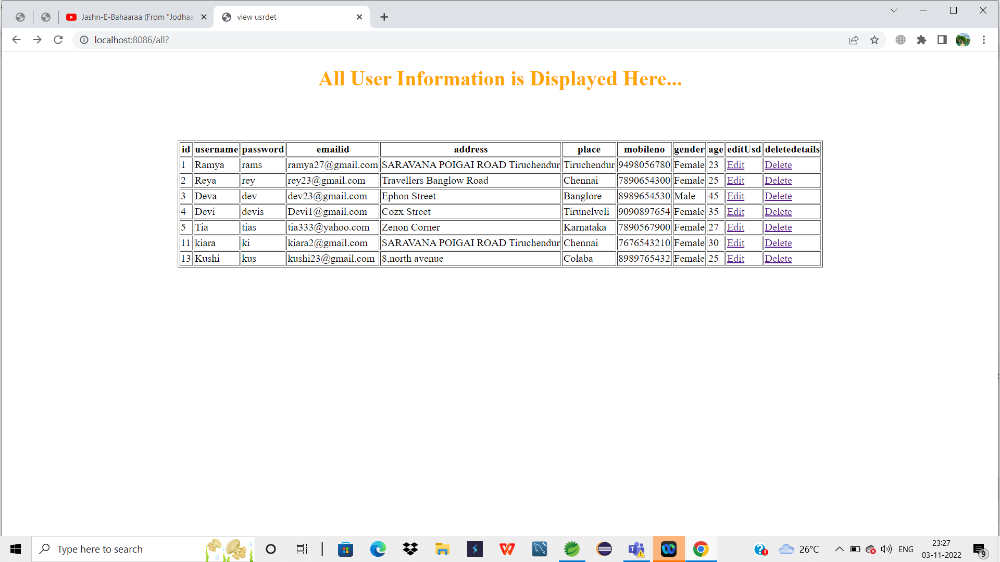 Jashn-E-Bahaaraa (From "Jodhaa
view usrdet
localhost:8086/all?
All User Information is Displayed Here...
id username password emailid address place mobileno gender age editUsd deletedetails
1 Ramya rams ramya27@gmail.com SARAVANA POIGAI ROAD Tiruchendur Tiruchendur 9498056780 Female 23 Edit Delete
2 Reya rey rey23@gmail.com Travellers Banglow Road Chennai 7890654300 Female 25 Edit Delete
3 Deva dev dev23@gmail.com Ephon Street Banglore 8989654530 Male 45 Edit Delete
4 Devi devis Devi1@gmail.com Cozx Street Tirunelveli 9090897654 Female 35 Edit Delete
5 Tia tias tia333@yahoo.com Zenon Corner Karnataka 7890567900 Female 27 Edit Delete
11 kiara ki kiara2@gmail.com SARAVANA POIGAI ROAD Tiruchendur Chennai 7676543210 Female 30 Edit Delete
13 Kushi kus kushi23@gmail.com 8,north avenue Colaba 8989765432 Female 25 Edit Delete
Type here to search
26°C
ENG
23:27
03-11-2022
9